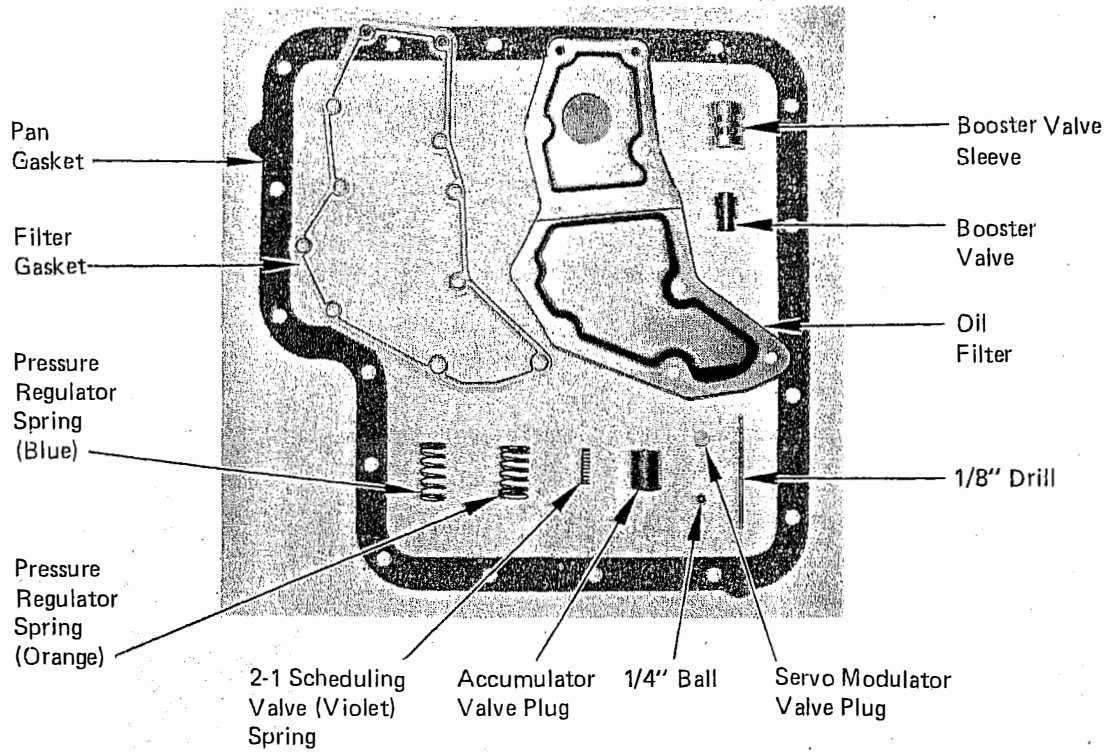 Pan
Gasket
Filter
Gasket
Pressure
Regulator
Spring
(Blue)
Pressure
Regulator
Spring
(Orange)
2-1 Scheduling
Valve (Violet)
Spring
Accumulator
Valve Plug
1/4" Ball
Servo Modulator
Valve Plug
1/8" Drill
Oil
Filter
Booster
Valve
Booster Valve
Sleeve